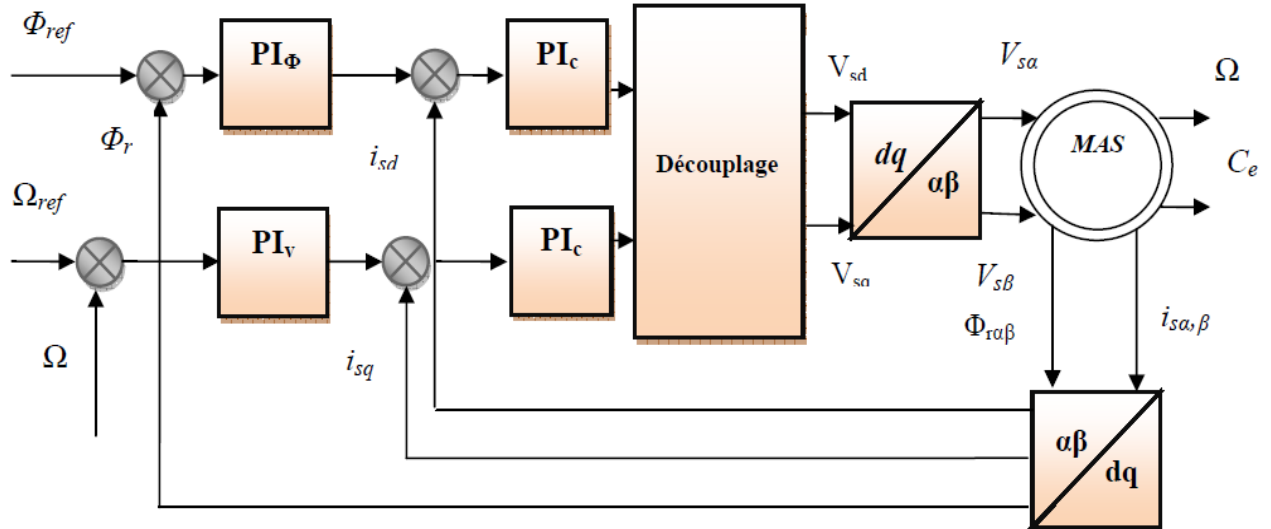 Φref
PIΦ
PIc
Découplage
Vsd
Vsα
Ω
Φr
isd
dq
αβ
MAS
Ce
Ωref
PIv
PIc
Vsq
Vsβ
Ω
isq
Φrαβ
isα,β
αβ
dq